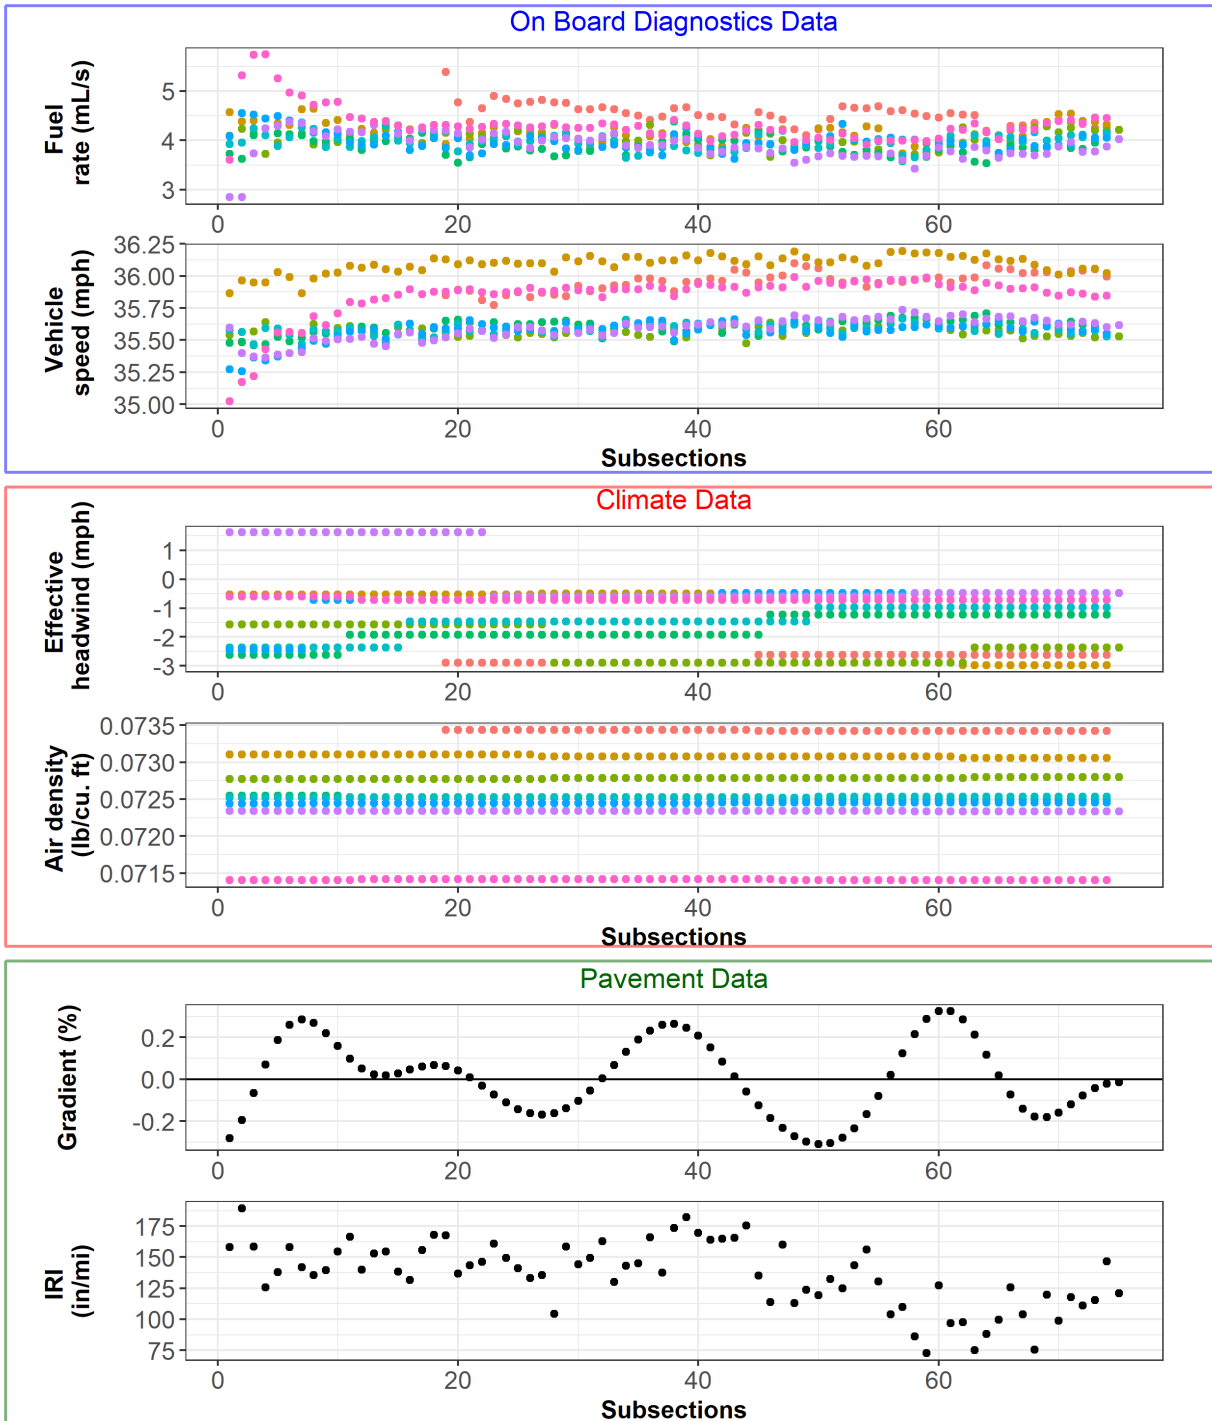 On Board Diagnostics Data
Fuel
rate (mL/s)
5
4
3
0 20 40 60
Vehicle
speed (mph)
36.25
36.00
35.75
35.50
35.25
35.00
0 20 40 60
Subsections
Climate Data
Effective
headwind (mph)
1
0
-1
-2
-3
0 20 40 60
Air density
(lb/cu. ft)
0.0735
0.0730
0.0725
0.0720
0.0715
0 20 40 60
Subsections
Pavement Data
Gradient (%)
0.2
0.0
-0.2
0 20 40 60
IRI
(in/mi)
175
150
125
100
75
0 20 40 60
Subsections